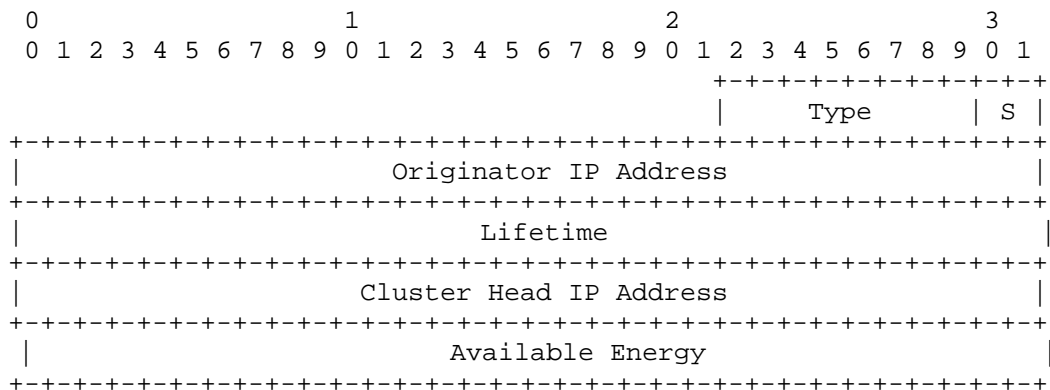 0                   1                   2                   3
 0 1 2 3 4 5 6 7 8 9 0 1 2 3 4 5 6 7 8 9 0 1 2 3 4 5 6 7 8 9 0 1
                                            +-+-+-+-+-+-+-+-+-+-+
                                            |     Type      | S |
+-+-+-+-+-+-+-+-+-+-+-+-+-+-+-+-+-+-+-+-+-+-+-+-+-+-+-+-+-+-+-+-+
|                       Originator IP Address                   |
+-+-+-+-+-+-+-+-+-+-+-+-+-+-+-+-+-+-+-+-+-+-+-+-+-+-+-+-+-+-+-+-+
|                            Lifetime                           |
+-+-+-+-+-+-+-+-+-+-+-+-+-+-+-+-+-+-+-+-+-+-+-+-+-+-+-+-+-+-+-+-+
|                     Cluster Head IP Address                   |
+-+-+-+-+-+-+-+-+-+-+-+-+-+-+-+-+-+-+-+-+-+-+-+-+-+-+-+-+-+-+-+-+
 |                         Available Energy                     |
+-+-+-+-+-+-+-+-+-+-+-+-+-+-+-+-+-+-+-+-+-+-+-+-+-+-+-+-+-+-+-+-+